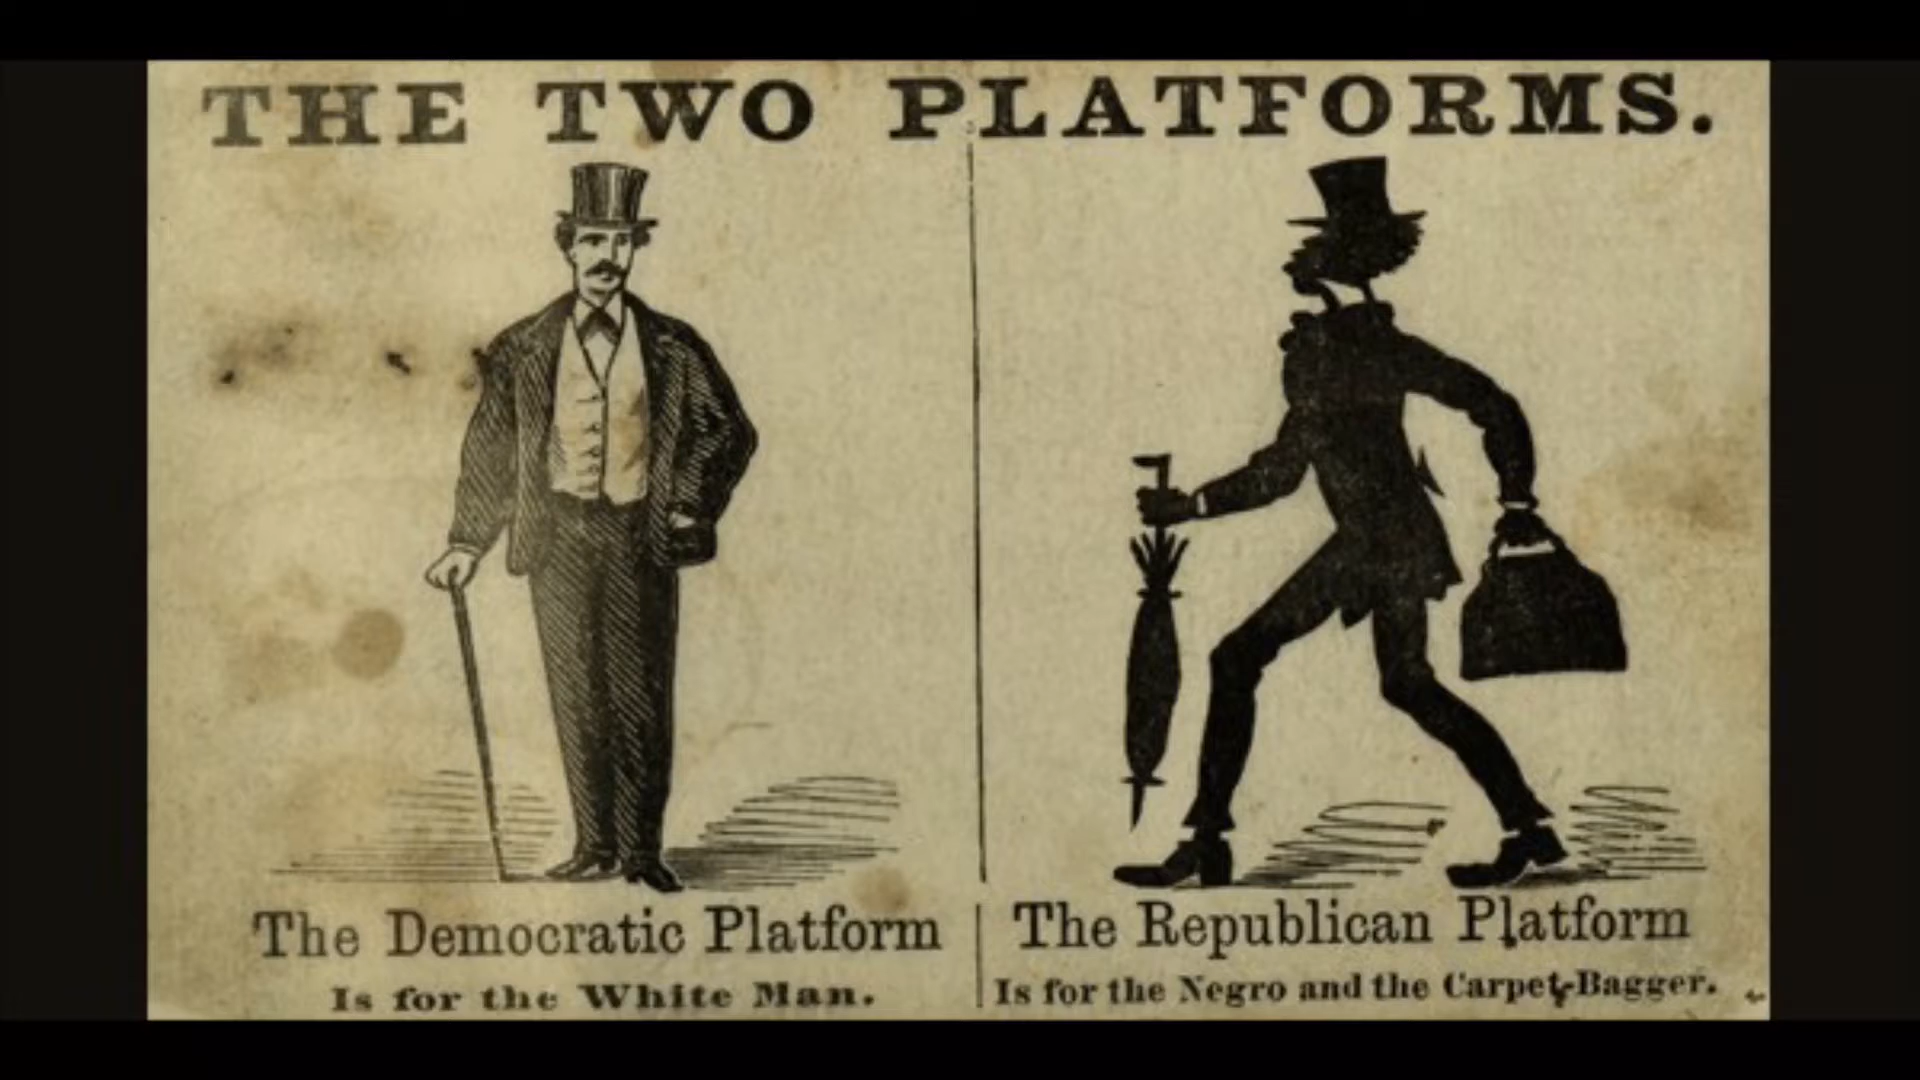 THE TWO PLATFORMS.
The Democratic Platform
Is for the White Man.
The Republican Platform
Is for the Negro and the Carpet-Bagger.